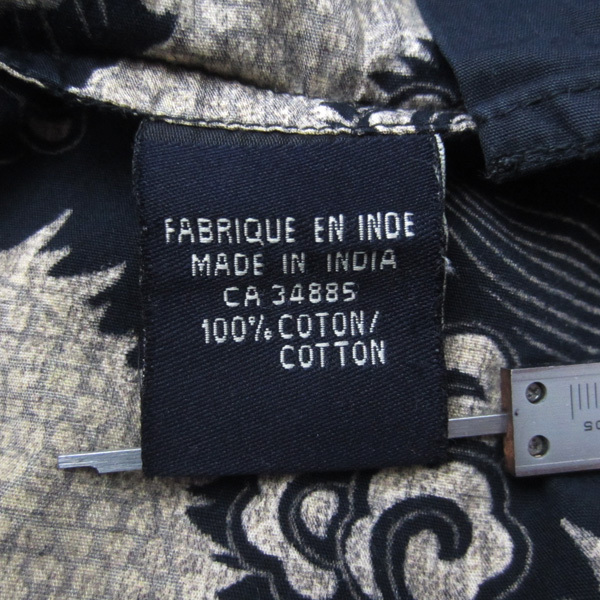 FABRIQUE EN INDE
MADE IN INDIA
CA 34885
100% COTON/
COTTON